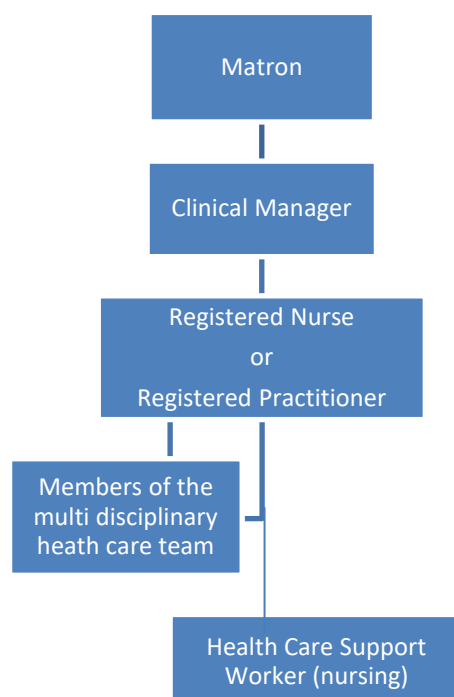 Matron
Clinical Manager
Registered Nurse
or
Registered Practitioner
Members of the
multi disciplinary
heath care team
Health Care Support
Worker (nursing)